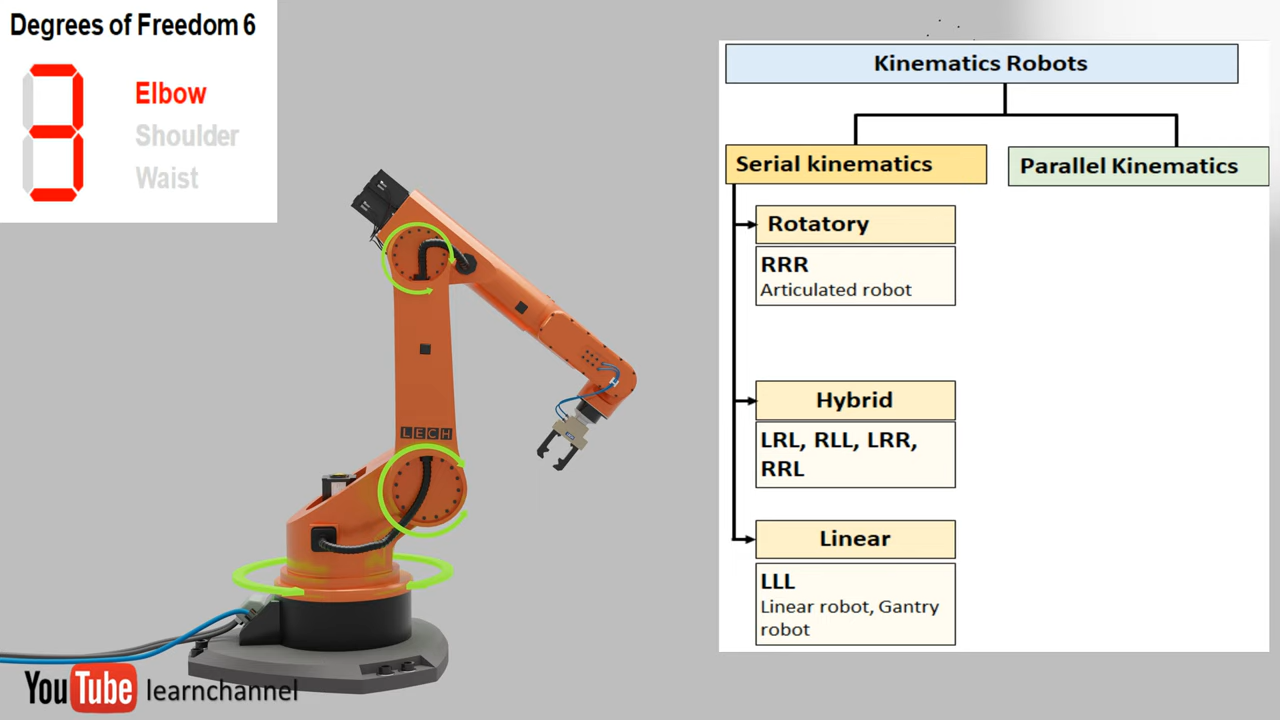 Degrees of Freedom 6
3
Elbow
Shoulder
Waist
LECH
YouTube learnchannel
Kinematics Robots
Serial kinematics
Parallel Kinematics
Rotatory
RRR
Articulated robot
Hybrid
LRL, RLL, LRR,
RRL
Linear
LLL
Linear robot, Gantry
robot